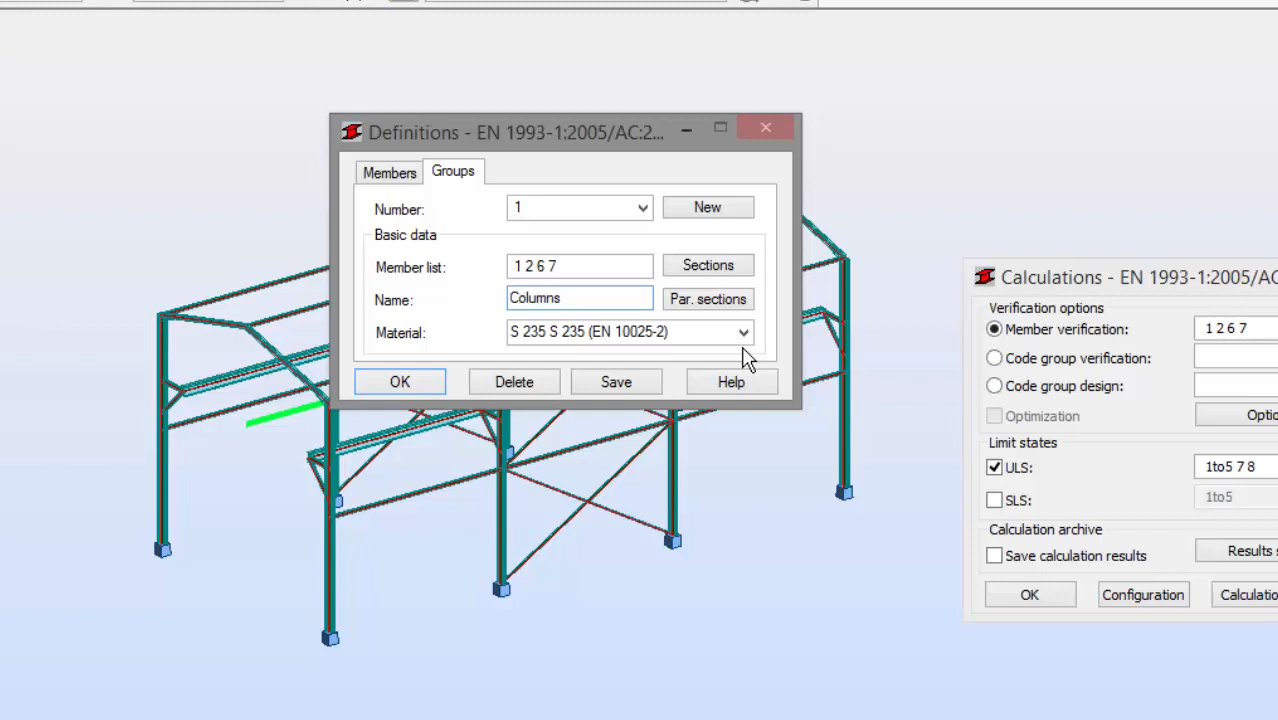 Definitions - EN 1993-1:2005/AC:2...
Members
Groups
Number:
1
New
Basic data
Member list:
1 2 6 7
Sections
Name:
Columns
Par. sections
Material:
S 235 S 235 (EN 10025-2)
OK
Delete
Save
Help
Calculations - EN 1993-1:2005/AC
Verification options
Member verification:
1 2 6 7
Code group verification:
Code group design:
Optimization
Optio
Limit states
ULS:
1to5 7 8
SLS:
1to5
Calculation archive
Save calculation results
Results s
OK
Configuration
Calculatio